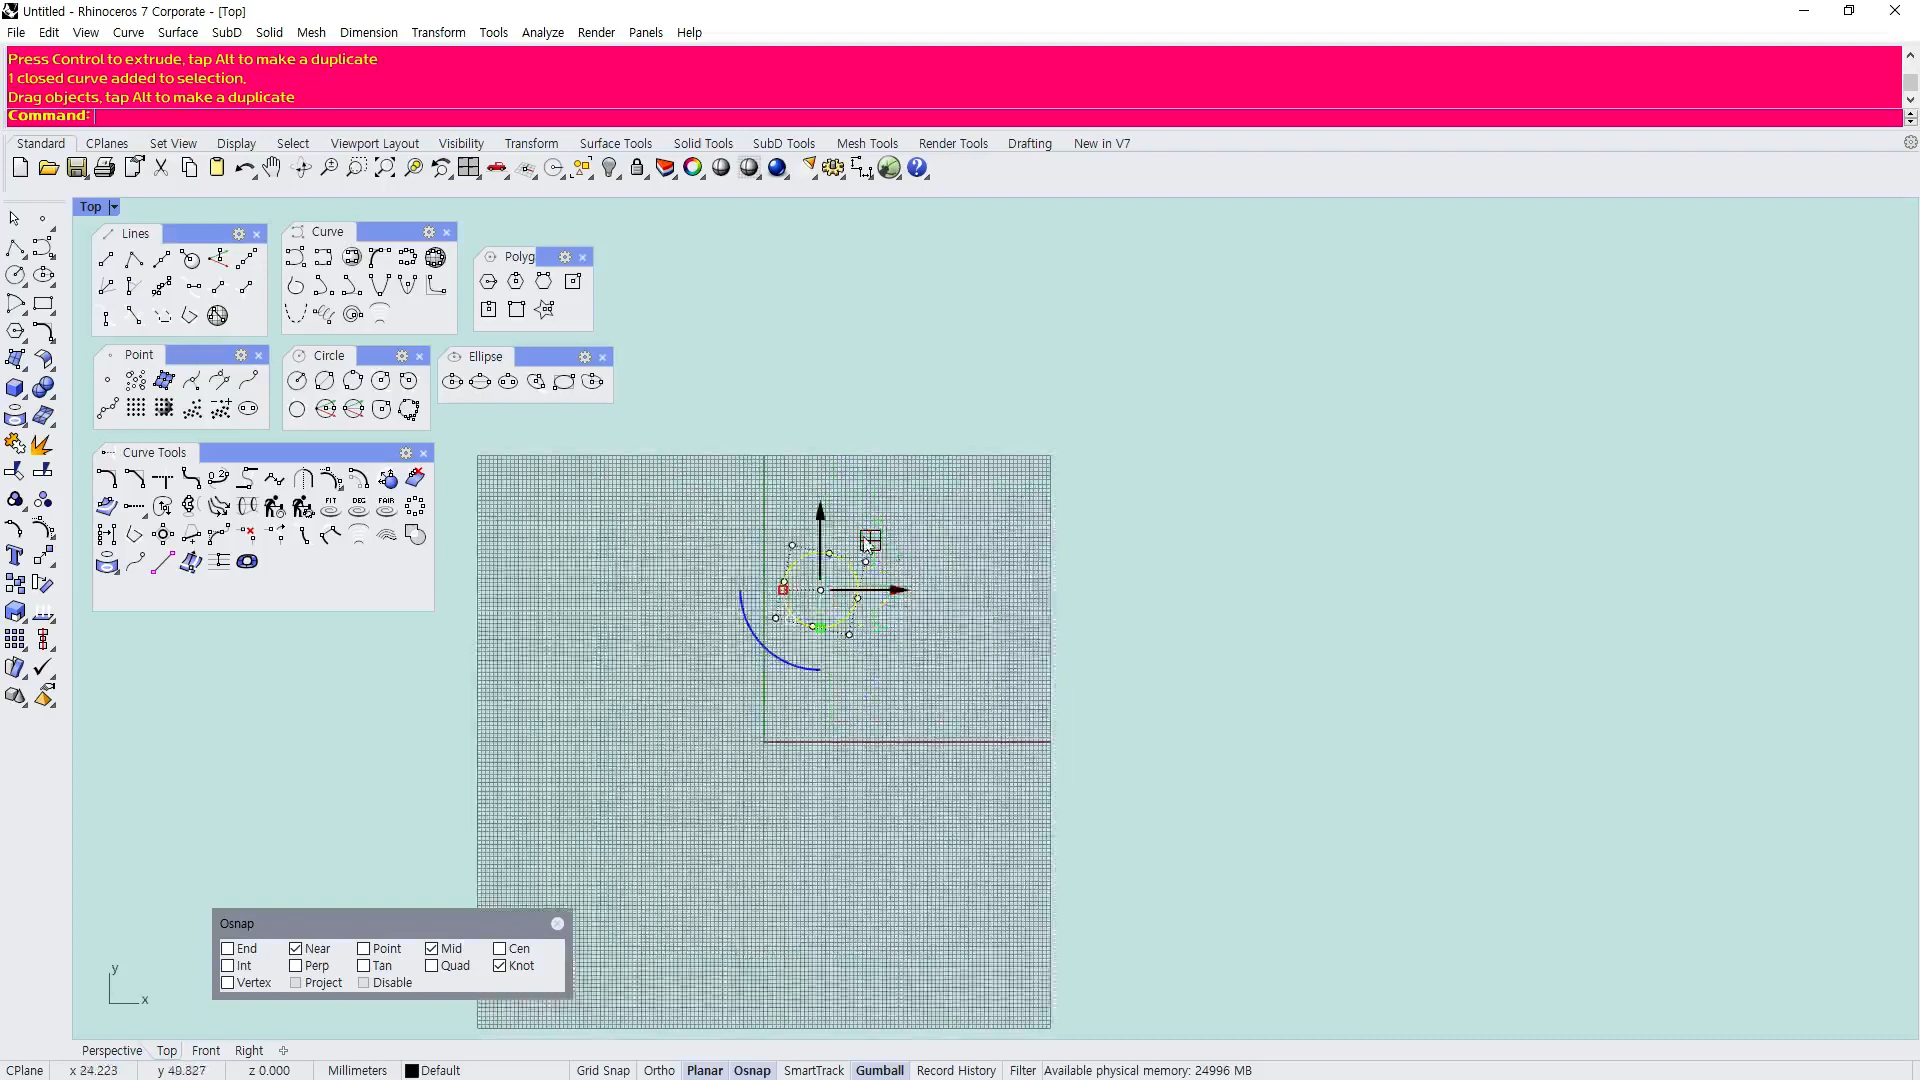 Untitled - Rhinoceros 7 Corporate - [Top]
File Edit View Curve Surface SubD Solid Mesh Dimension Transform Tools Analyze Render Panels Help
Press Control to extrude, tap Alt to make a duplicate
1 closed curve added to selection.
Drag objects, tap Alt to make a duplicate
Command:
Standard CPlanes Set View Display Select Viewport Layout Visibility Transform Surface Tools Solid Tools SubD Tools Mesh Tools Render Tools Drafting New in V7
Top
Lines
Curve
Polyg
Point
Circle
Ellipse
Curve Tools
FIT DEG FAIR
Osnap
End Near Point Mid Cen
Int Perp Tan Quad Knot
Vertex Project Disable
y
x
Perspective Top Front Right
CPlane x 24.223 y 48.827 z 0.000 Millimeters Default Grid Snap Ortho Planar Osnap SmartTrack Gumball Record History Filter Available physical memory: 24996 MB